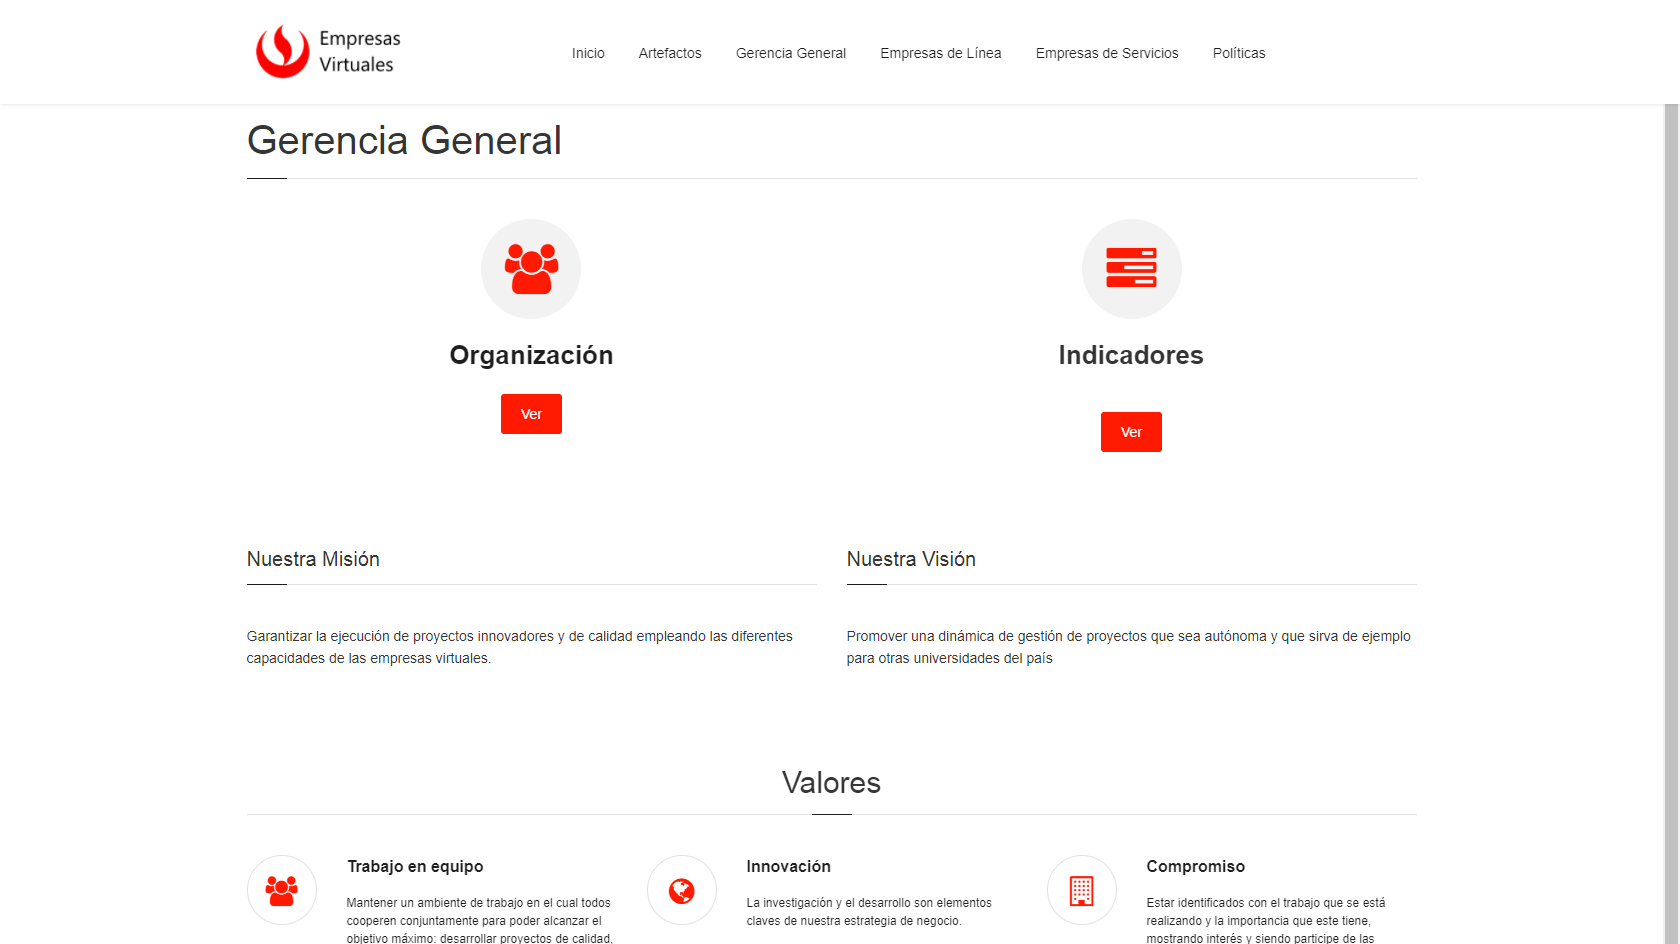 Empresas
Virtuales
Inicio
Artefactos
Gerencia General
Empresas de Línea
Empresas de Servicios
Políticas
Gerencia General
Organización
Ver
Indicadores
Ver
Nuestra Misión
Garantizar la ejecución de proyectos innovadores y de calidad empleando las diferentes
capacidades de las empresas virtuales.
Nuestra Visión
Promover una dinámica de gestión de proyectos que sea autónoma y que sirva de ejemplo
para otras universidades del país
Valores
Trabajo en equipo
Mantener un ambiente de trabajo en el cual todos
cooperen conjuntamente para poder alcanzar el
objetivo máximo: desarrollar proyectos de calidad,
Innovación
La investigación y el desarrollo son elementos
claves de nuestra estrategia de negocio.
Compromiso
Estar identificados con el trabajo que se está
realizando y la importancia que este tiene,
mostrando interés y siendo participe de las